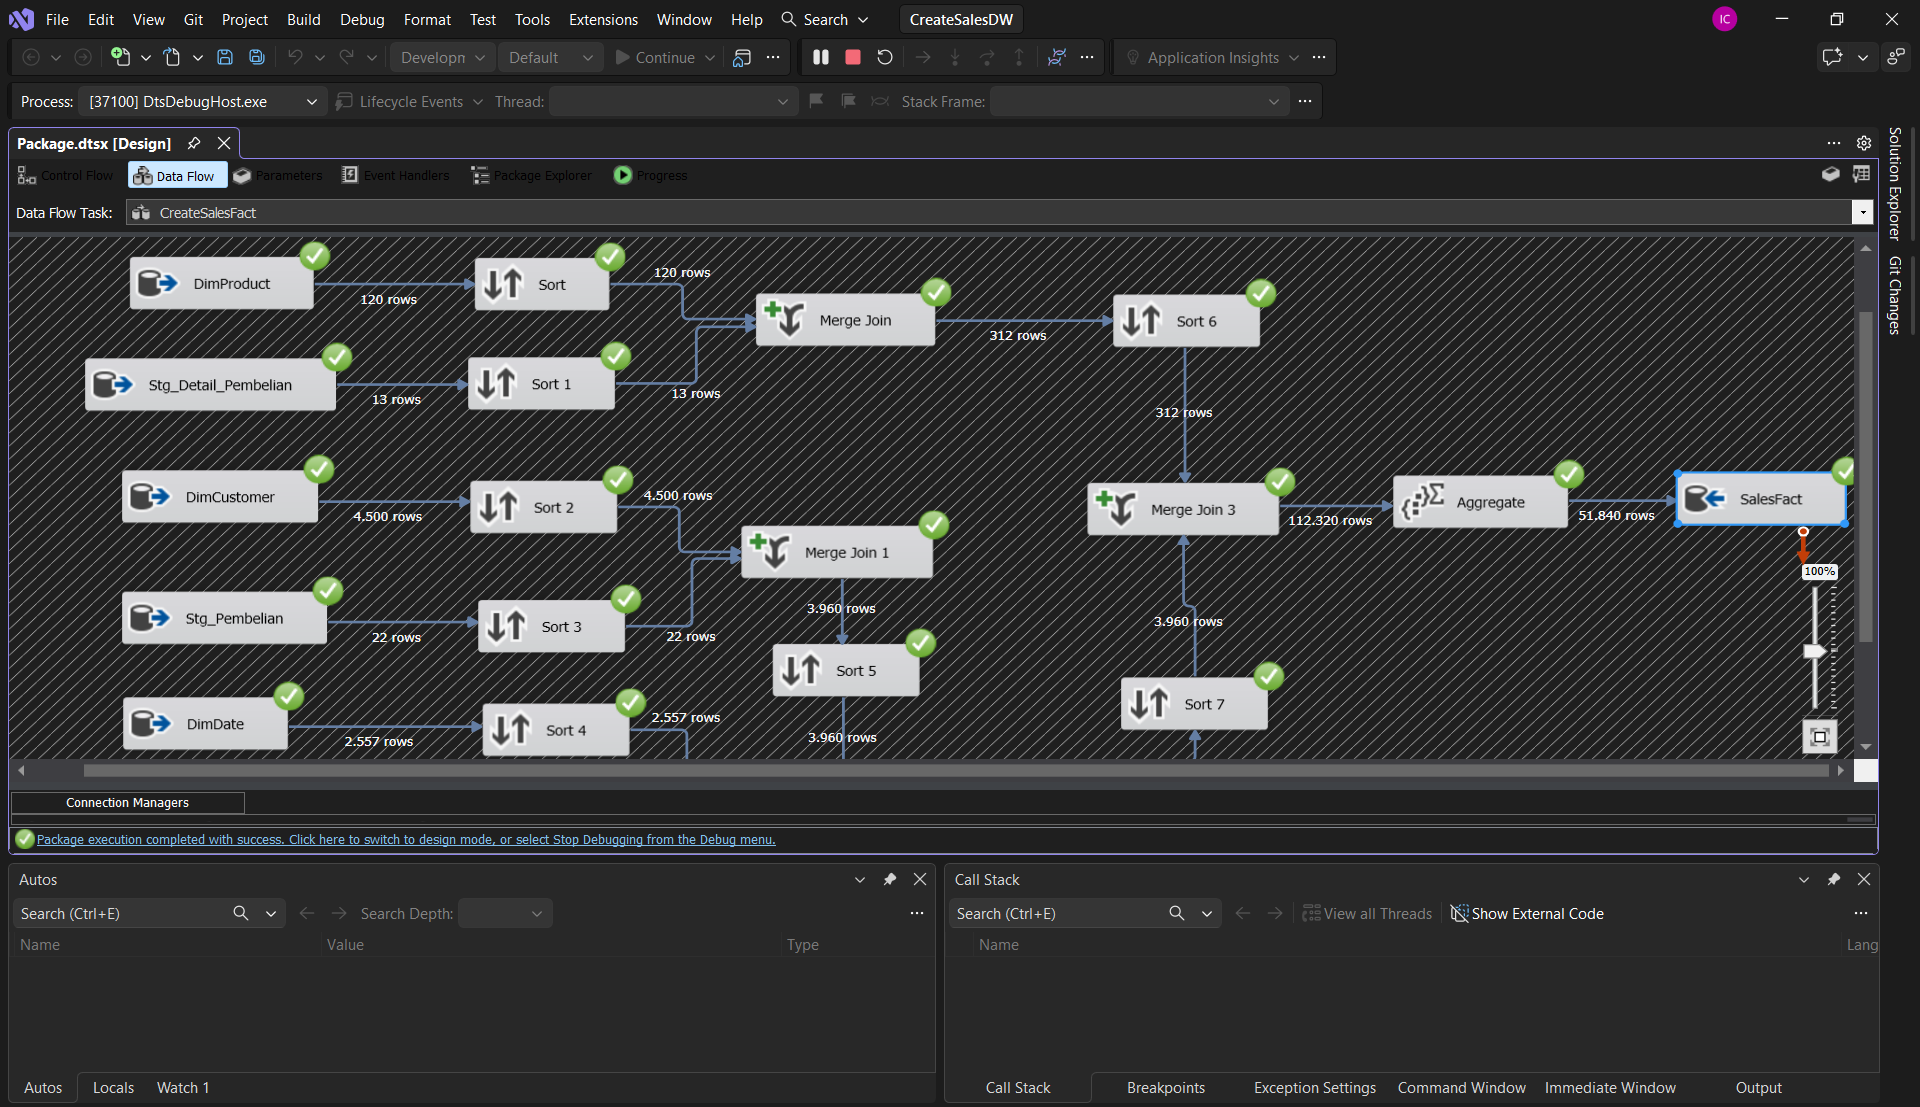 File Edit View Git Project Build Debug Format Test Tools Extensions Window Help Search CreateSalesDW IC
Developn Default Continue Application Insights
Process: [37100] DtsDebugHost.exe Lifecycle Events Thread: Stack Frame:
Package.dtsx [Design]
Control Flow Data Flow Parameters Event Handlers Package Explorer Progress
Data Flow Task: CreateSalesFact
DimProduct
120 rows
Sort
120 rows
Merge Join
312 rows
Sort 6
Stg_Detail_Pembelian
13 rows
Sort 1
13 rows
312 rows
DimCustomer
4.500 rows
Sort 2
4.500 rows
Merge Join 3
112.320 rows
Aggregate
51.840 rows
SalesFact
Merge Join 1
100%
Stg_Pembelian
22 rows
Sort 3
22 rows
3.960 rows
3.960 rows
Sort 5
Sort 7
DimDate
2.557 rows
Sort 4
2.557 rows
3.960 rows
Connection Managers
Package execution completed with success. Click here to switch to design mode, or select Stop Debugging from the Debug menu.
Solution Explorer
Git Changes
Autos
Search (Ctrl+E) Search Depth:
Name Value Type
Autos Locals Watch 1
Call Stack
Search (Ctrl+E) View all Threads Show External Code
Name Lang
Call Stack Breakpoints Exception Settings Command Window Immediate Window Output